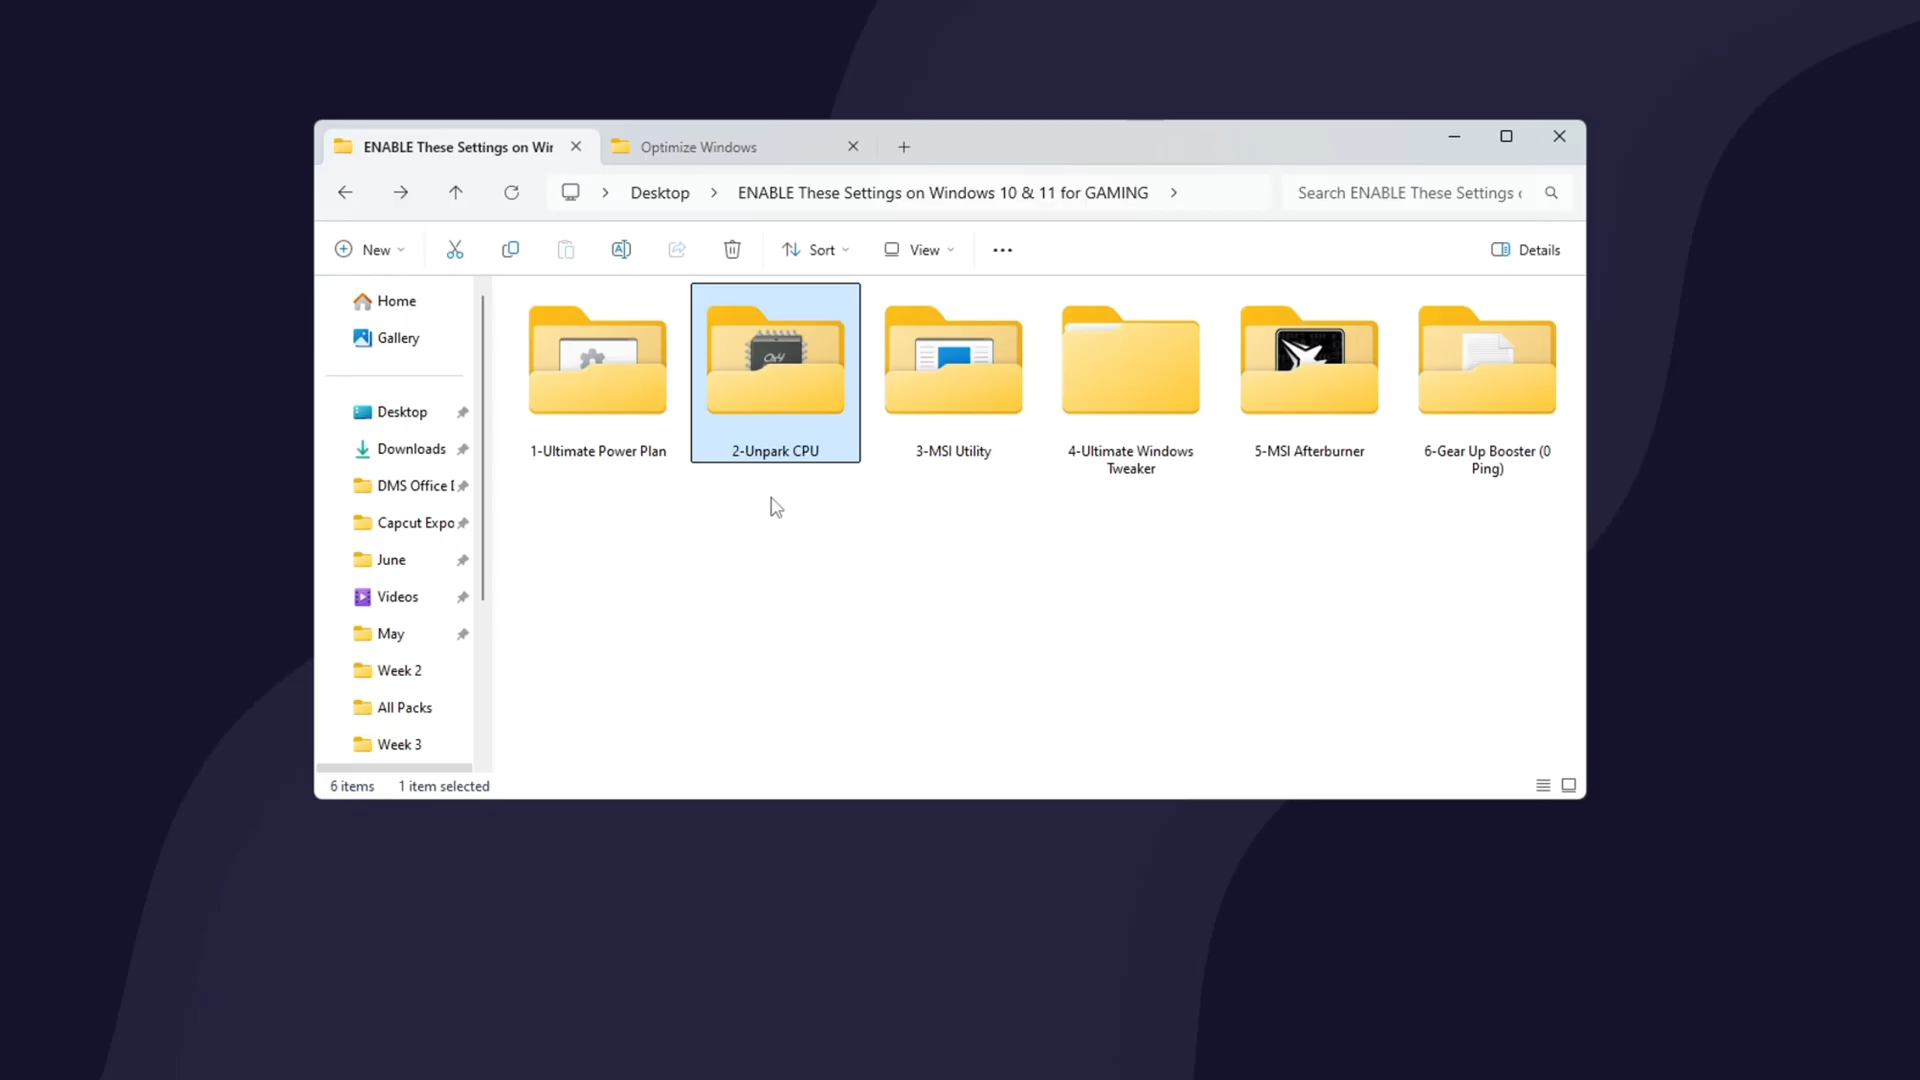 ENABLE These Settings on Wir
Optimize Windows
Desktop
ENABLE These Settings on Windows 10 & 11 for GAMING
Search ENABLE These Settings
New
Sort
View
Details
Home
Gallery
Desktop
Downloads
DMS Office
Capcut Expo
June
Videos
May
Week 2
All Packs
Week 3
1-Ultimate Power Plan
2-Unpark CPU
3-MSI Utility
4-Ultimate Windows
Tweaker
5-MSI Afterburner
6-Gear Up Booster (0
Ping)
6 items
1 item selected